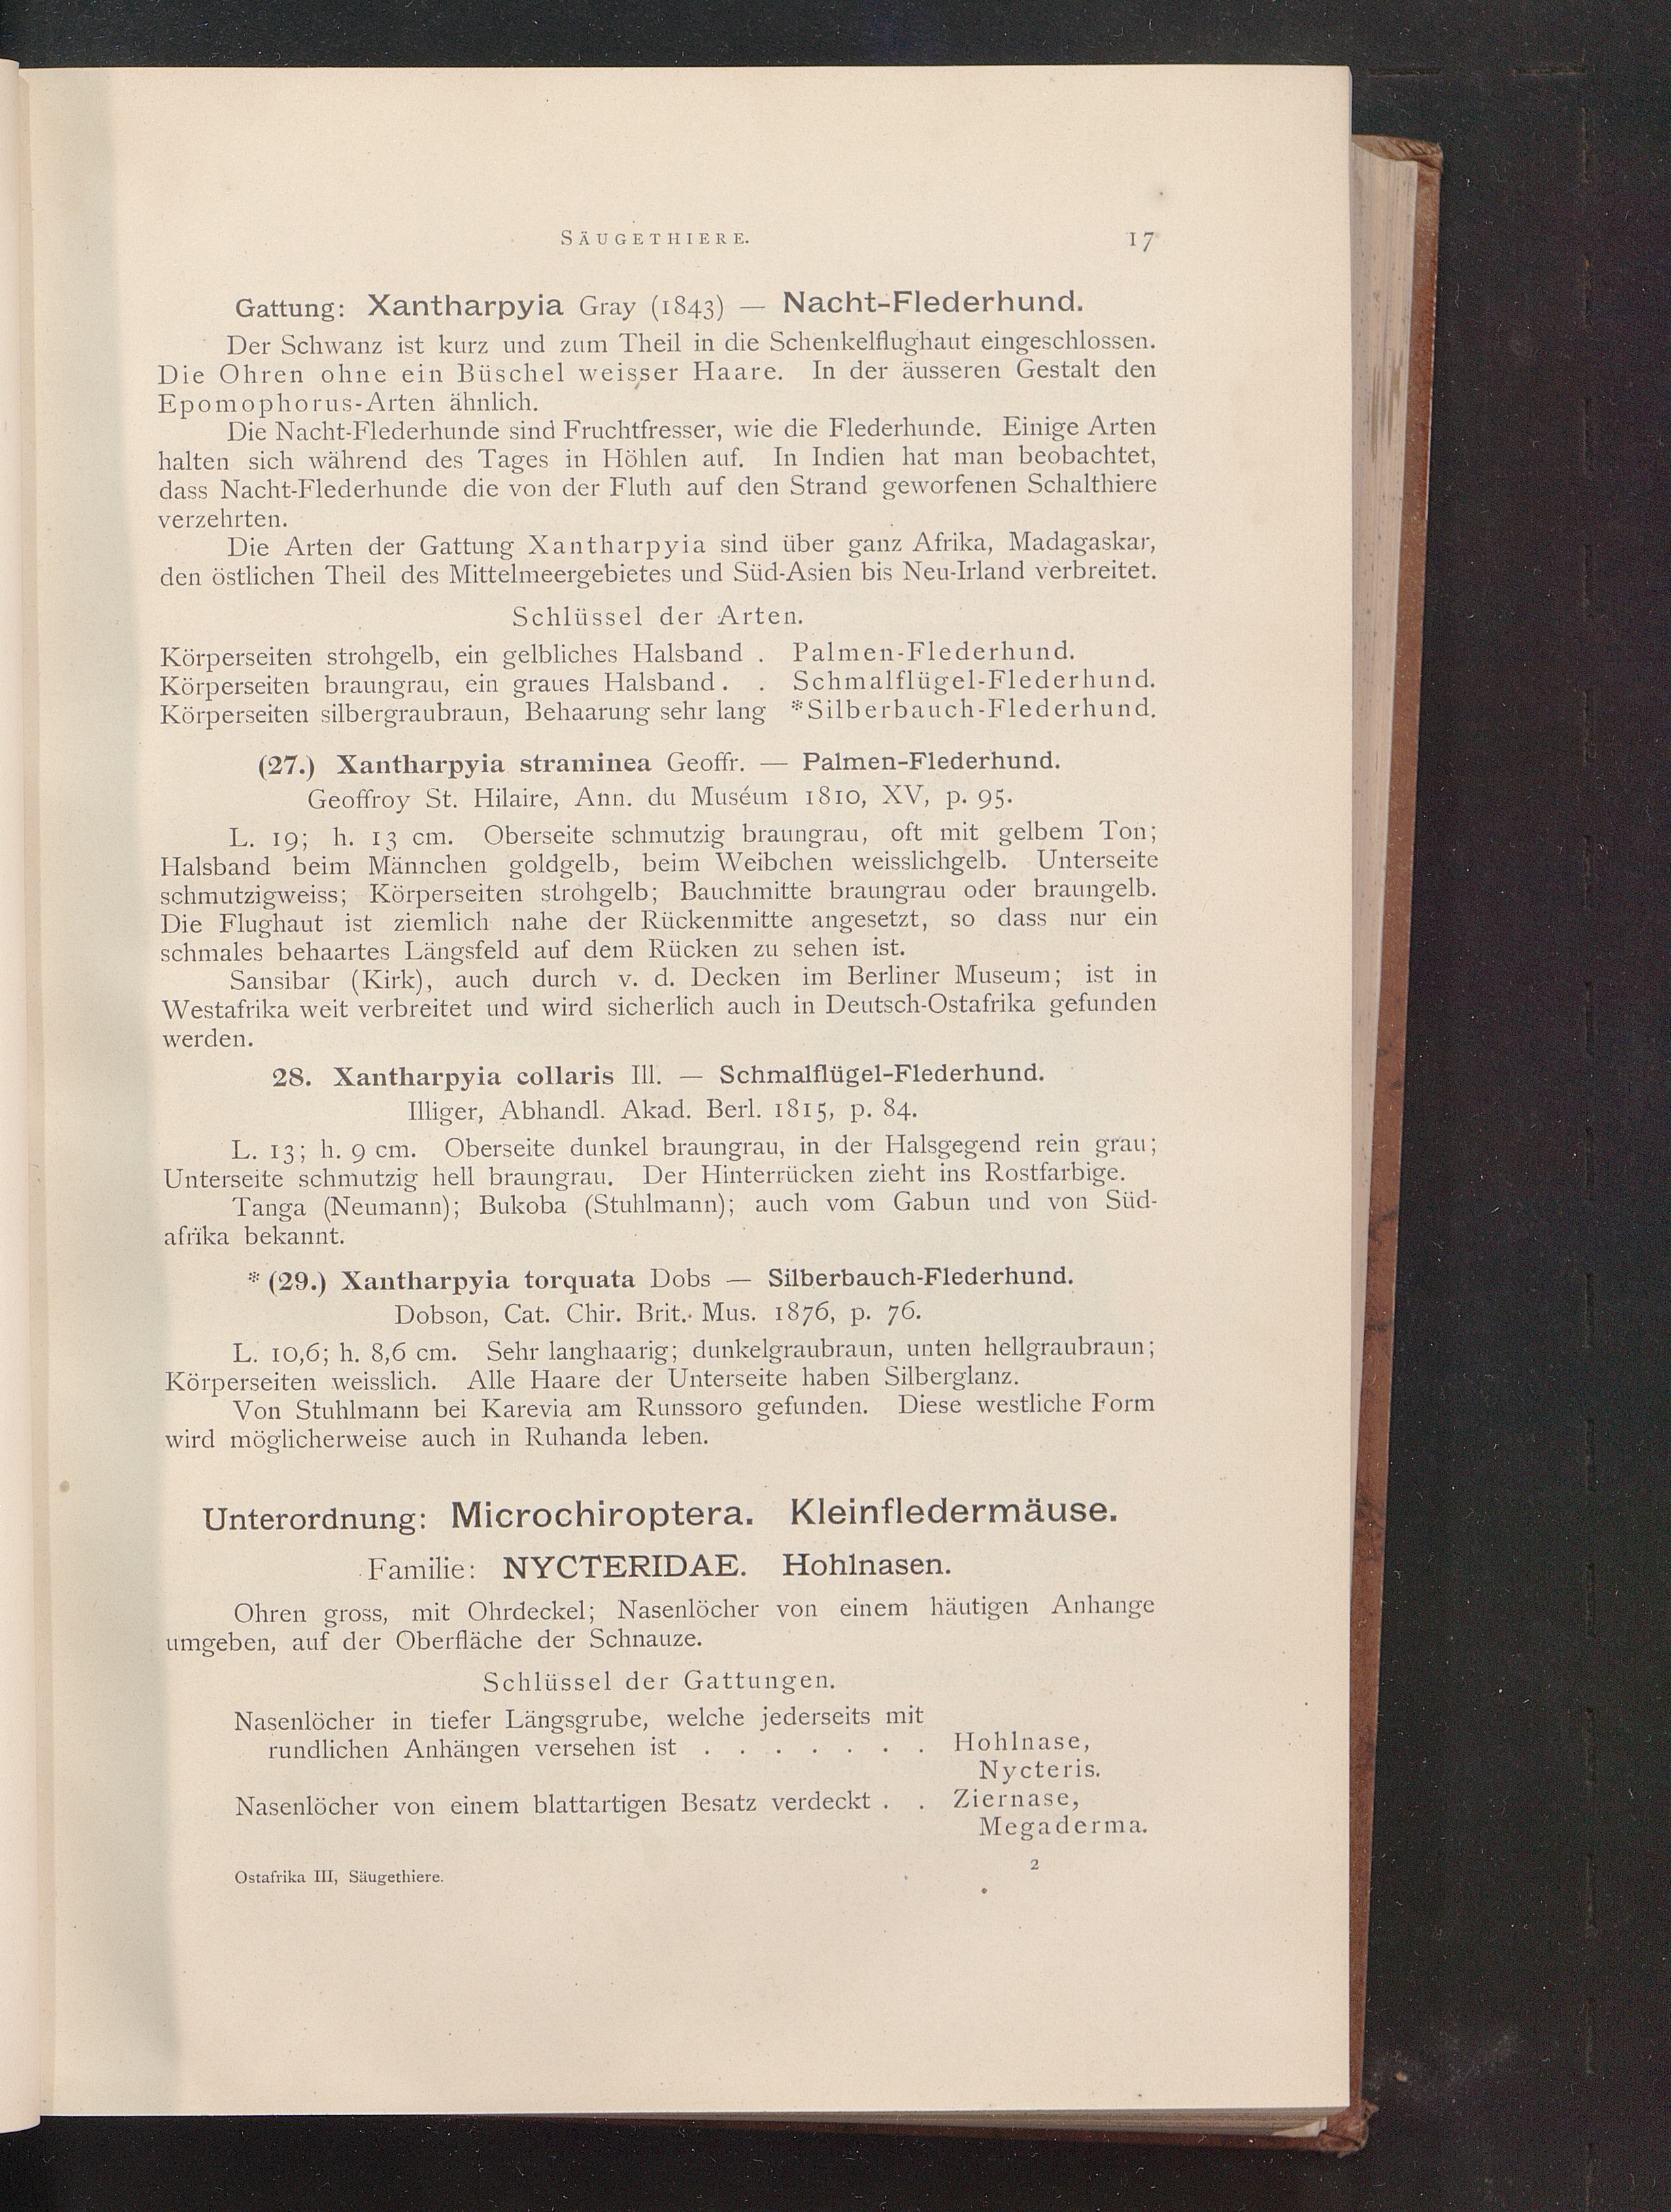 SÄUGETHIERE. 17
Gattung: Xantharpyia Gray (1843) — Nacht-Flederhund.
Der Schwanz ist kurz und zum Theil in die Schenkelflughaut eingeschlossen.
Die Ohren ohne ein Büschel weisser Haare. In der äusseren Gestalt den
Epomophorus-Arten ähnlich.
Die Nacht-Flederhunde sind Fruchtfresser, wie die Flederhunde. Einige Arten
halten sich während des Tages in Höhlen auf. In Indien hat man beobachtet,
dass Nacht-Flederhunde die von der Fluth auf den Strand geworfenen Schalthiere
verzehrten.
Die Arten der Gattung Xantharpyia sind über ganz Afrika, Madagaskar,
den östlichen Theil des Mittelmeergebietes und Süd-Asien bis Neu-Irland verbreitet.
Schlüssel der Arten.
Körperseiten strohgelb, ein gelbliches Halsband . Palmen-Flederhund.
Körperseiten braungrau, ein graues Halsband . . Schmalflügel-Flederhund.
Körperseiten silbergraubraun, Behaarung sehr lang *Silberbauch-Flederhund.
(27.) Xantharpyia straminea Geoffr. — Palmen-Flederhund.
Geoffroy St. Hilaire, Ann. du Muséum 1810, XV, p. 95.
L. 19; h. 13 cm. Oberseite schmutzig braungrau, oft mit gelbem Ton;
Halsband beim Männchen goldgelb, beim Weibchen weisslichgelb. Unterseite
schmutzigweiss; Körperseiten strohgelb; Bauchmitte braungrau oder braungelb.
Die Flughaut ist ziemlich nahe der Rückenmitte angesetzt, so dass nur ein
schmales behaartes Längsfeld auf dem Rücken zu sehen ist.
Sansibar (Kirk), auch durch v. d. Decken im Berliner Museum; ist in
Westafrika weit verbreitet und wird sicherlich auch in Deutsch-Ostafrika gefunden
werden.
28. Xantharpyia collaris Ill. — Schmalflügel-Flederhund.
Illiger, Abhandl. Akad. Berl. 1815, p. 84.
L. 13; h. 9 cm. Oberseite dunkel braungrau, in der Halsgegend rein grau;
Unterseite schmutzig hell braungrau. Der Hinterrücken zieht ins Rostfarbige.
Tanga (Neumann); Bukoba (Stuhlmann); auch vom Gabun und von Süd-
afrika bekannt.
* (29.) Xantharpyia torquata Dobs — Silberbauch-Flederhund.
Dobson, Cat. Chir. Brit. Mus. 1876, p. 76.
L. 10,6; h. 8,6 cm. Sehr langhaarig; dunkelgraubraun, unten hellgraubraun;
Körperseiten weisslich. Alle Haare der Unterseite haben Silberglanz.
Von Stuhlmann bei Karevia am Runssoro gefunden. Diese westliche Form
wird möglicherweise auch in Ruhanda leben.
Unterordnung: Microchiroptera. Kleinfledermäuse.
Familie: NYCTERIDAE. Hohlnasen.
Ohren gross, mit Ohrdeckel; Nasenlöcher von einem häutigen Anhange
umgeben, auf der Oberfläche der Schnauze.
Schlüssel der Gattungen.
Nasenlöcher in tiefer Längsgrube, welche jederseits mit
rundlichen Anhängen versehen ist . . . . . . . Hohlnase,
Nycteris.
Nasenlöcher von einem blattartigen Besatz verdeckt . . Ziernase,
Megaderma.
Ostafrika III, Säugethiere. 2